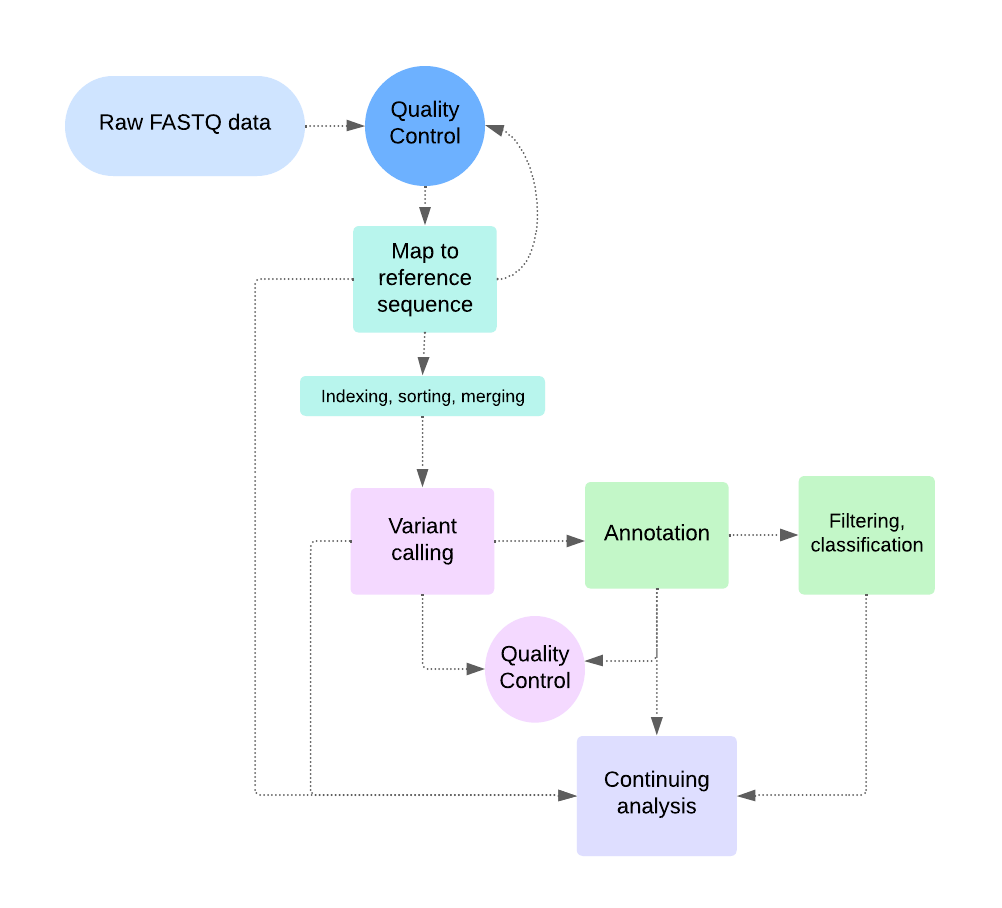 Raw FASTQ data
Quality
Control
Map to
reference
sequence
Indexing, sorting, merging
Variant
calling
Annotation
Filtering,
classification
Quality
Control
Continuing
analysis